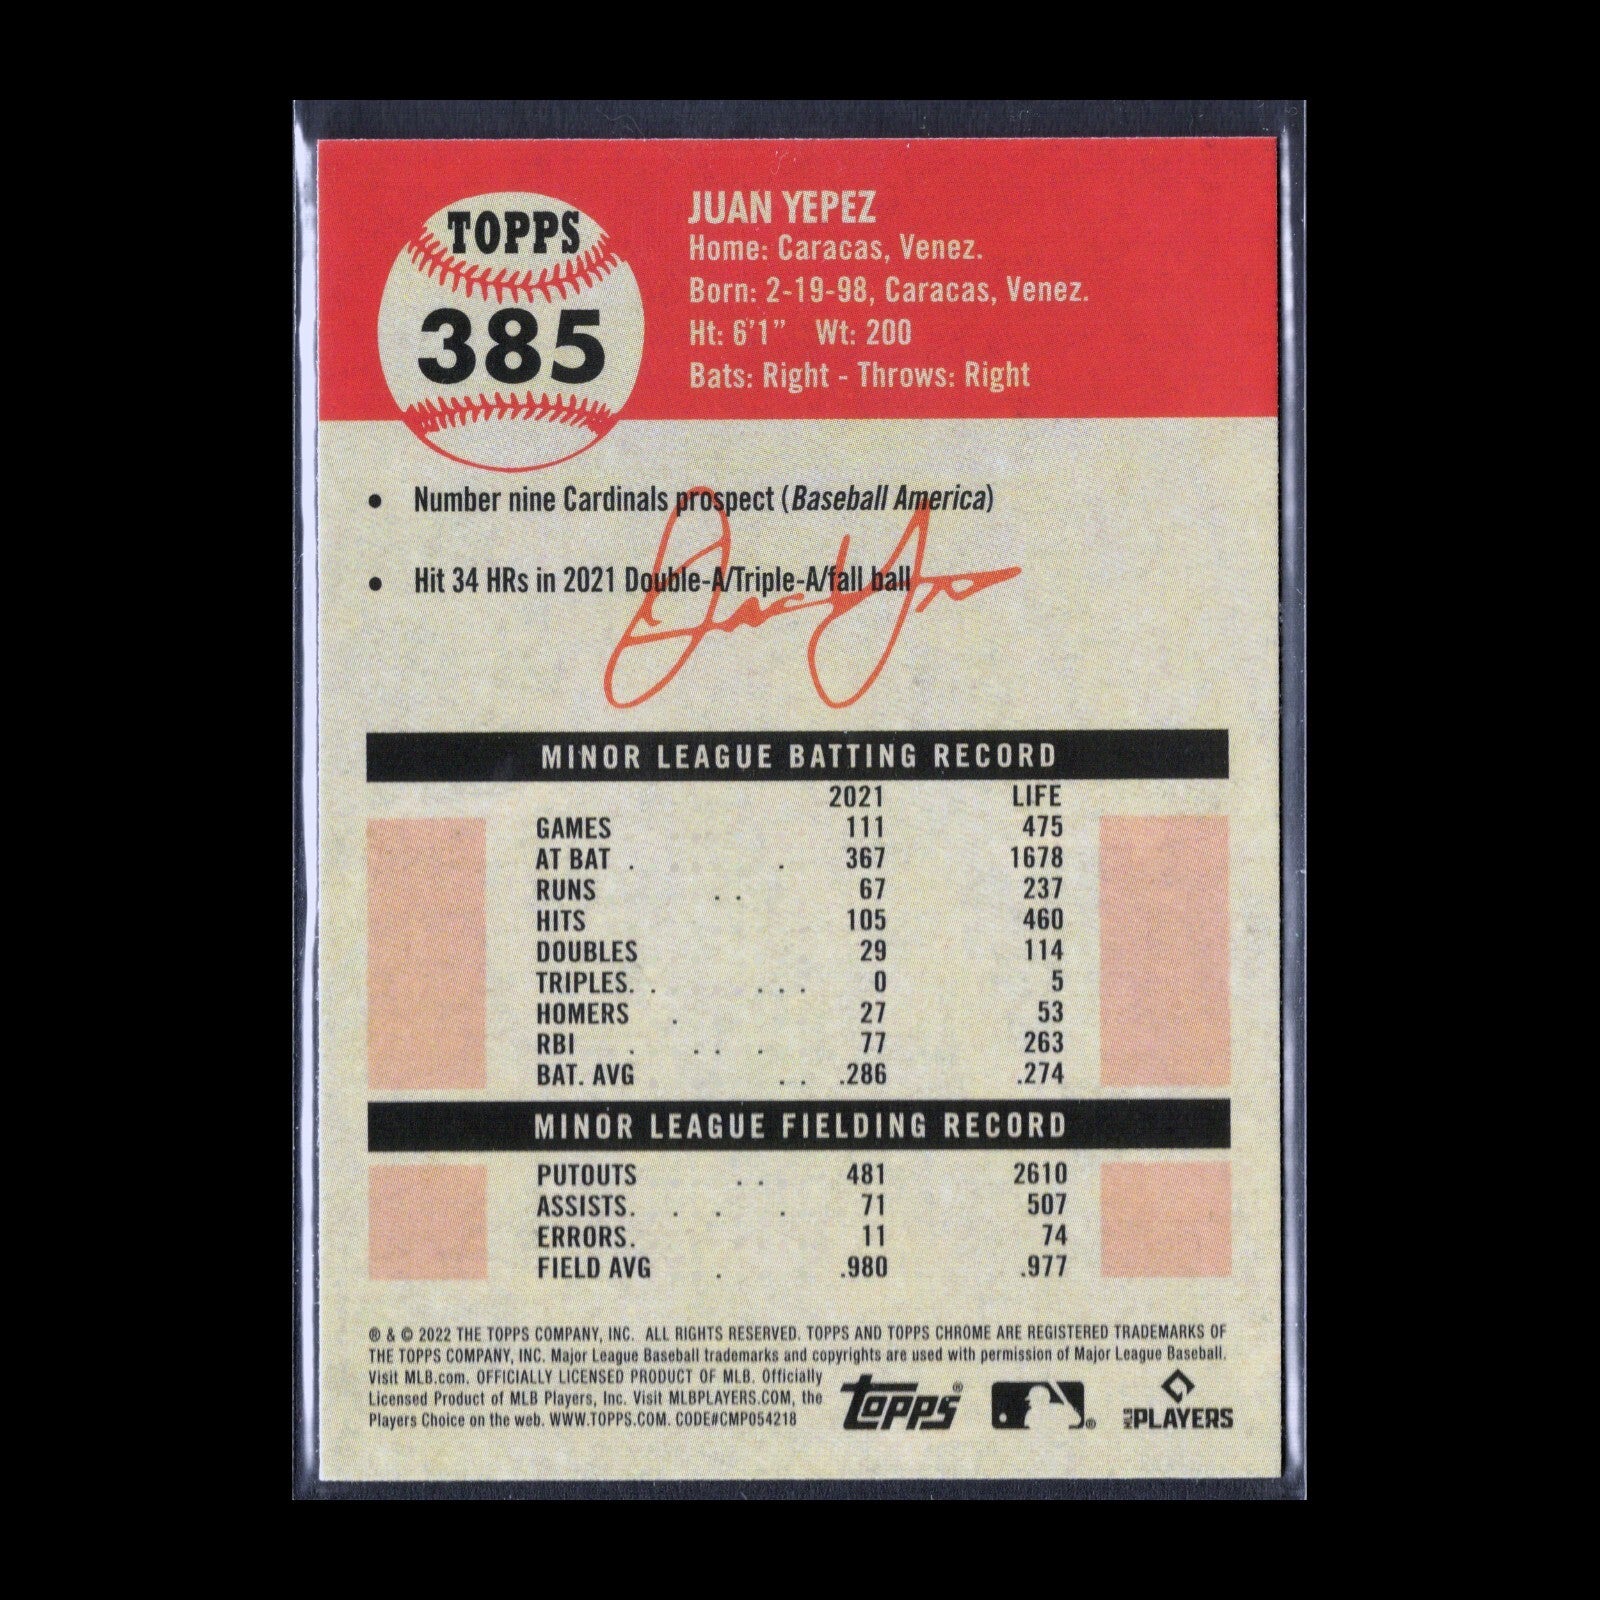 TOPPS
385
JUAN YEPEZ
Home: Caracas, Venez.
Born: 2-19-98, Caracas, Venez.
Ht: 6'1" Wt: 200
Bats: Right - Throws: Right
• Number nine Cardinals prospect (Baseball America)
• Hit 34 HRs in 2021 Double-A/Triple-A/fall ball
MINOR LEAGUE BATTING RECORD
2021 LIFE
GAMES 111 475
AT BAT . . 367 1678
RUNS . . 67 237
HITS 105 460
DOUBLES 29 114
TRIPLES. . . . . 0 5
HOMERS . 27 53
RBI . . . . 77 263
BAT. AVG . . .286 .274
MINOR LEAGUE FIELDING RECORD
PUTOUTS . . 481 2610
ASSISTS. . . . 71 507
ERRORS. 11 74
FIELD AVG . .980 .977
® & © 2022 THE TOPPS COMPANY, INC. ALL RIGHTS RESERVED. TOPPS AND TOPPS CHROME ARE REGISTERED TRADEMARKS OF
THE TOPPS COMPANY, INC. Major League Baseball trademarks and copyrights are used with permission of Major League Baseball.
Visit MLB.com. OFFICIALLY LICENSED PRODUCT OF MLB. Officially
Licensed Product of MLB Players, Inc. Visit MLBPLAYERS.COM, the
Players Choice on the web. WWW.TOPPS.COM. CODE#CMP054218
topps®
®
MLB PLAYERS